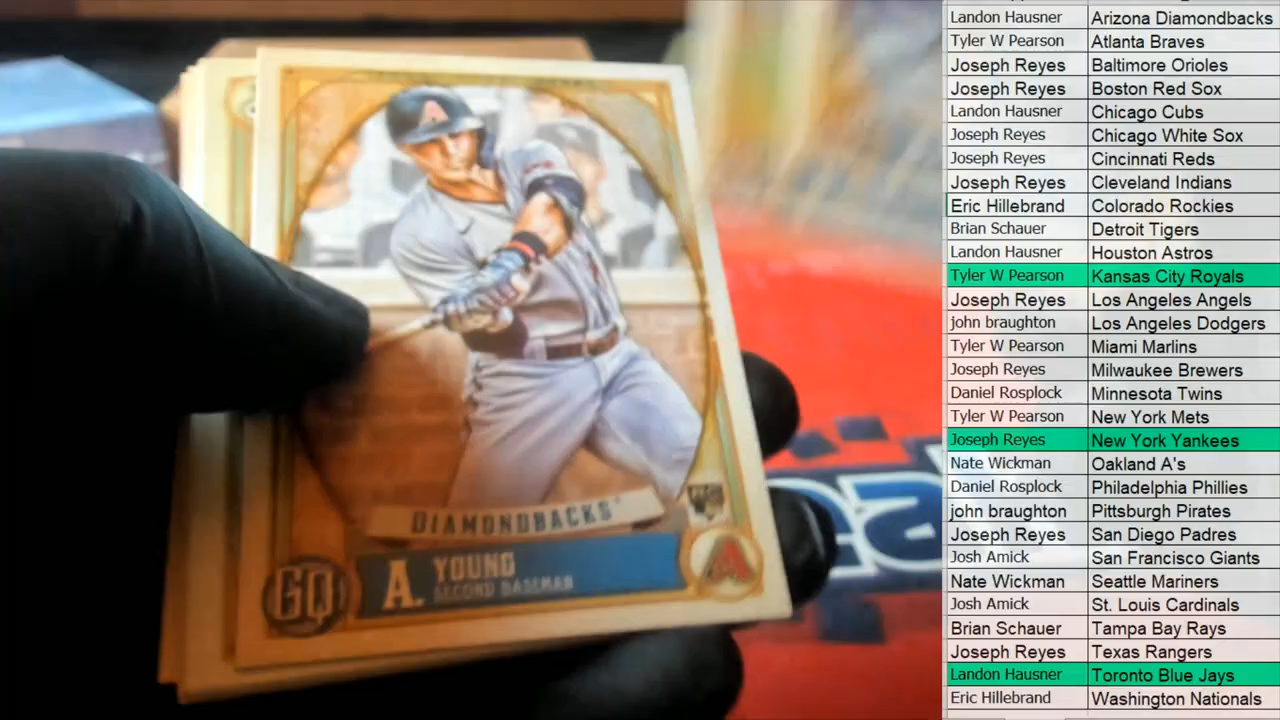 A
DIAMONDBACKS
A. YOUNG
SECOND BASEMAN
Landon Hausner Arizona Diamondbacks
Tyler W Pearson Atlanta Braves
Joseph Reyes Baltimore Orioles
Joseph Reyes Boston Red Sox
Landon Hausner Chicago Cubs
Joseph Reyes Chicago White Sox
Joseph Reyes Cincinnati Reds
Joseph Reyes Cleveland Indians
Eric Hillebrand Colorado Rockies
Brian Schauer Detroit Tigers
Landon Hausner Houston Astros
Tyler W Pearson Kansas City Royals
Joseph Reyes Los Angeles Angels
john braughton Los Angeles Dodgers
Tyler W Pearson Miami Marlins
Joseph Reyes Milwaukee Brewers
Daniel Rosplock Minnesota Twins
Tyler W Pearson New York Mets
Joseph Reyes New York Yankees
Nate Wickman Oakland A's
Daniel Rosplock Philadelphia Phillies
john braughton Pittsburgh Pirates
Joseph Reyes San Diego Padres
Josh Amick San Francisco Giants
Nate Wickman Seattle Mariners
Josh Amick St. Louis Cardinals
Brian Schauer Tampa Bay Rays
Joseph Reyes Texas Rangers
Landon Hausner Toronto Blue Jays
Eric Hillebrand Washington Nationals